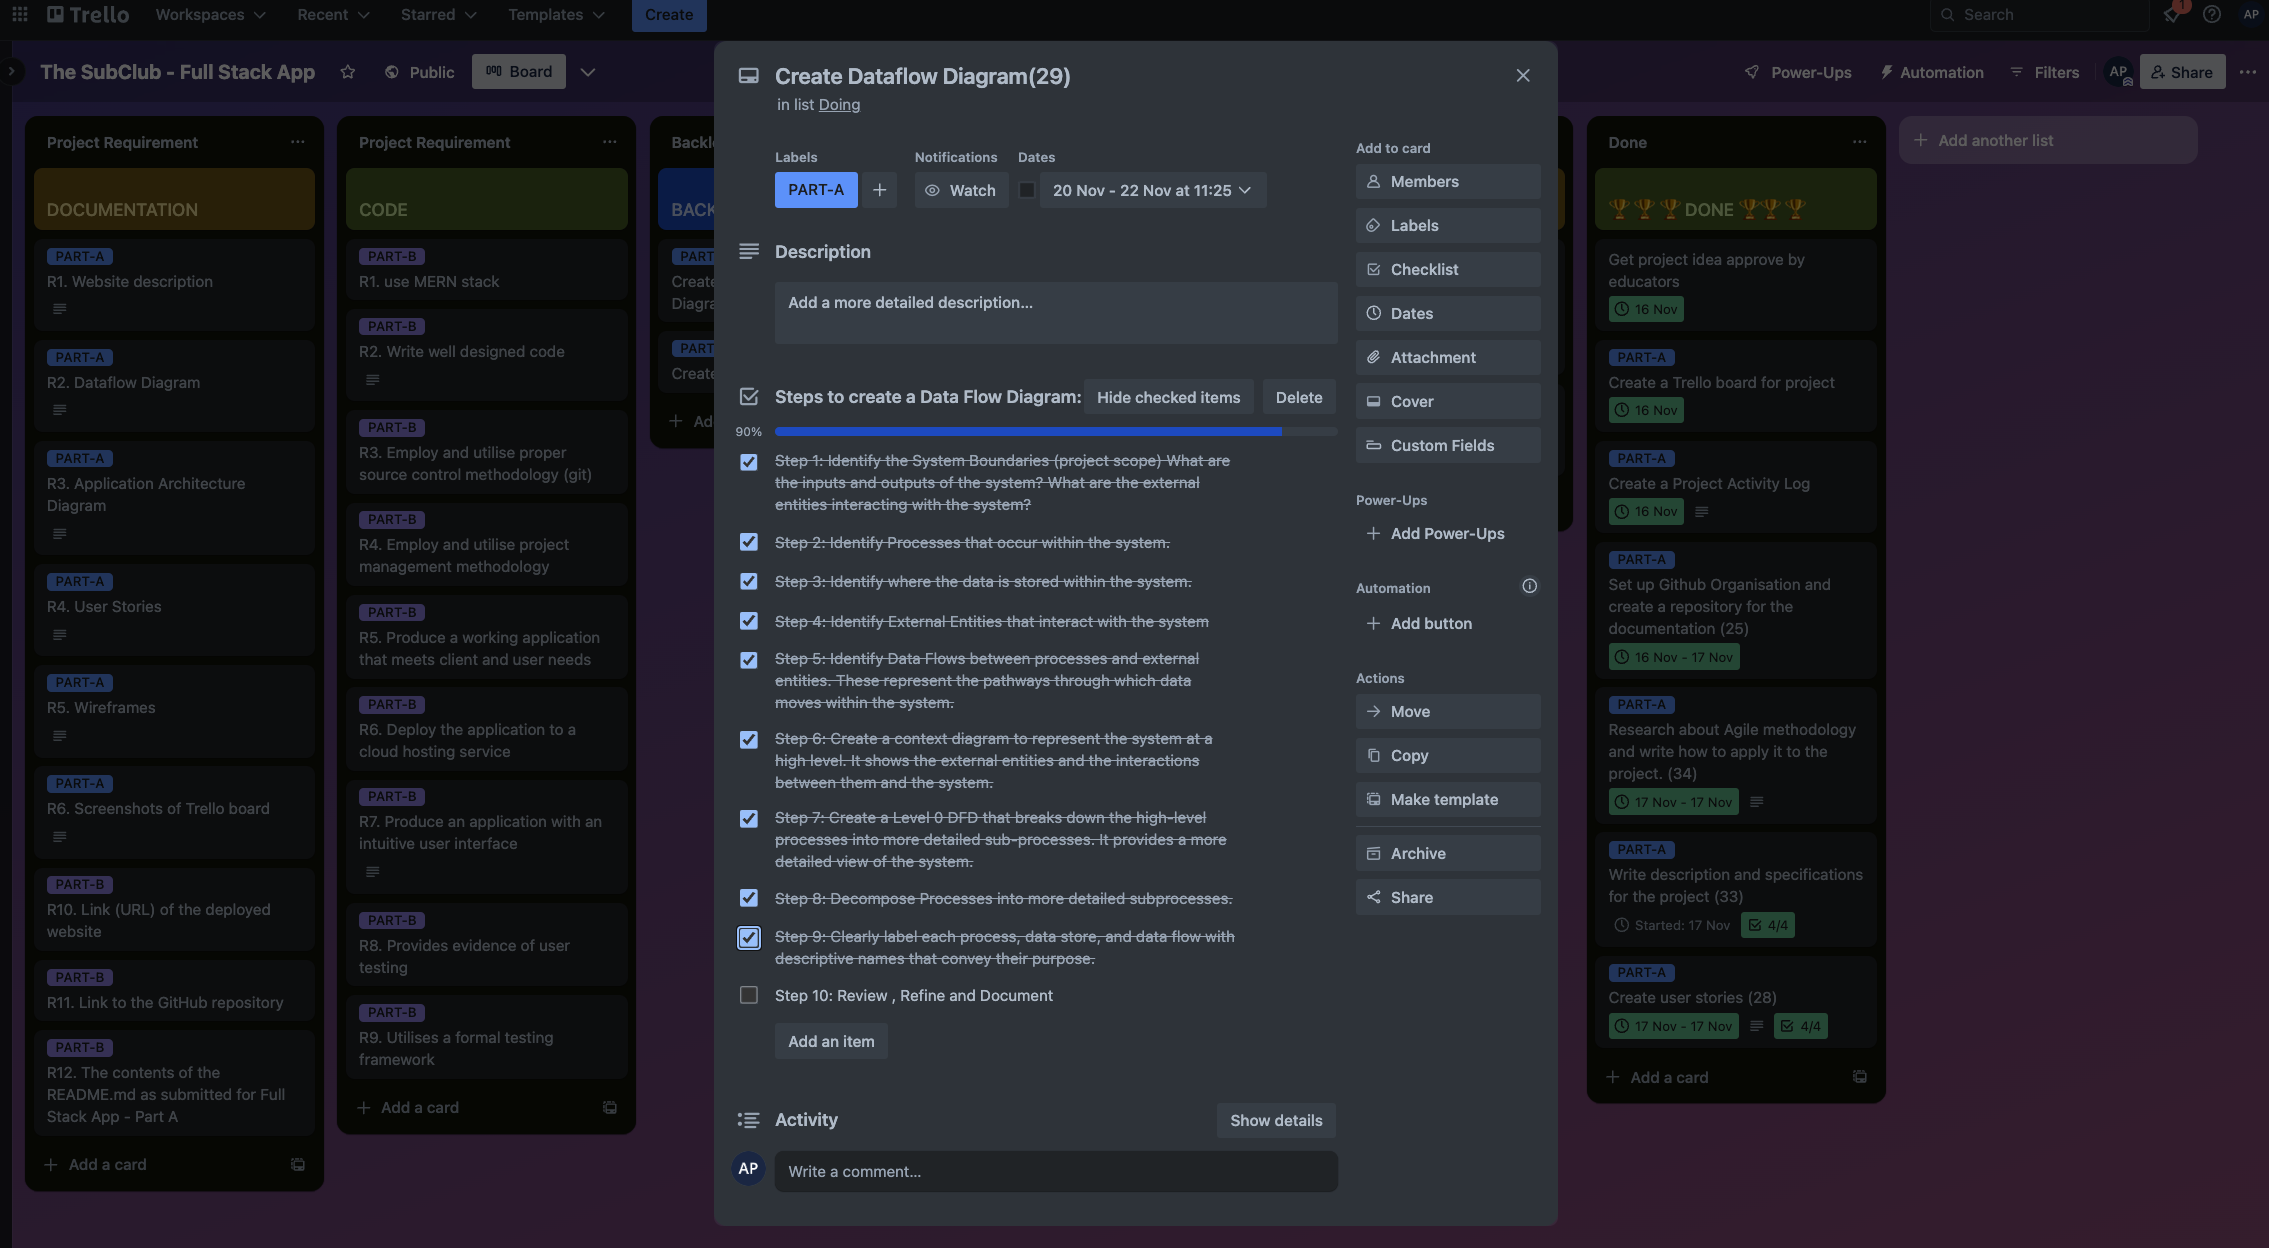 Trello
Workspaces
Recent
Starred
Templates
Create
Search
1
AP
The SubClub - Full Stack App
Public
Board
Power-Ups
Automation
Filters
AP
Share
Project Requirement
DOCUMENTATION
PART-A
R1. Website description
PART-A
R2. Dataflow Diagram
PART-A
R3. Application Architecture
Diagram
PART-A
R4. User Stories
PART-A
R5. Wireframes
PART-A
R6. Screenshots of Trello board
PART-B
R10. Link (URL) of the deployed
website
PART-B
R11. Link to the GitHub repository
PART-B
R12. The contents of the
README.md as submitted for Full
Stack App - Part A
+ Add a card
Project Requirement
CODE
PART-B
R1. use MERN stack
PART-B
R2. Write well designed code
PART-B
R3. Employ and utilise proper
source control methodology (git)
PART-B
R4. Employ and utilise project
management methodology
PART-B
R5. Produce a working application
that meets client and user needs
PART-B
R6. Deploy the application to a
cloud hosting service
PART-B
R7. Produce an application with an
intuitive user interface
PART-B
R8. Provides evidence of user
testing
PART-B
R9. Utilises a formal testing
framework
+ Add a card
Backl
BACK
PART
Create
Diagra
PART
Create
+ Ad
Create Dataflow Diagram(29)
in list Doing
Labels
PART-A
+
Notifications
Watch
Dates
20 Nov - 22 Nov at 11:25
Description
Add a more detailed description...
Steps to create a Data Flow Diagram:
Hide checked items
Delete
90%
Step 1: Identify the System Boundaries (project scope) What are
the inputs and outputs of the system? What are the external
entities interacting with the system?
Step 2: Identify Processes that occur within the system.
Step 3: Identify where the data is stored within the system.
Step 4: Identify External Entities that interact with the system
Step 5: Identify Data Flows between processes and external
entities. These represent the pathways through which data
moves within the system.
Step 6: Create a context diagram to represent the system at a
high level. It shows the external entities and the interactions
between them and the system.
Step 7: Create a Level 0 DFD that breaks down the high-level
processes into more detailed sub-processes. It provides a more
detailed view of the system.
Step 8: Decompose Processes into more detailed subprocesses.
Step 9: Clearly label each process, data store, and data flow with
descriptive names that convey their purpose.
Step 10: Review , Refine and Document
Add an item
Activity
Show details
AP
Write a comment...
Add to card
Members
Labels
Checklist
Dates
Attachment
Cover
Custom Fields
Power-Ups
+ Add Power-Ups
Automation
+ Add button
Actions
Move
Copy
Make template
Archive
Share
Done
🏆🏆🏆DONE 🏆🏆🏆
Get project idea approve by
educators
16 Nov
PART-A
Create a Trello board for project
16 Nov
PART-A
Create a Project Activity Log
16 Nov
PART-A
Set up Github Organisation and
create a repository for the
documentation (25)
16 Nov - 17 Nov
PART-A
Research about Agile methodology
and write how to apply it to the
project. (34)
17 Nov - 17 Nov
PART-A
Write description and specifications
for the project (33)
Started: 17 Nov
4/4
PART-A
Create user stories (28)
17 Nov - 17 Nov
4/4
+ Add a card
+ Add another list